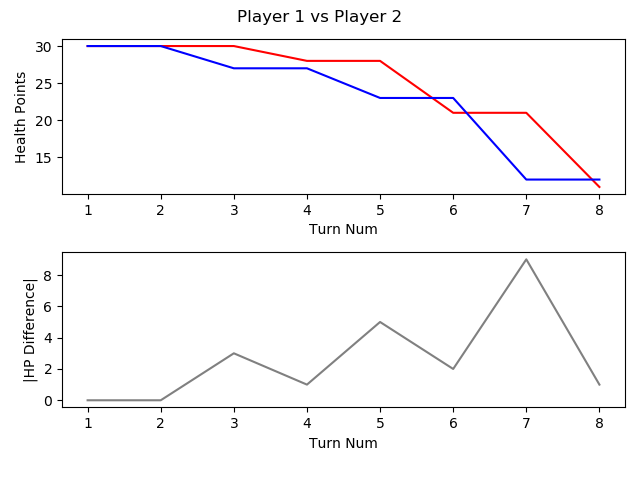 Player 1 vs Player 2
30
25
20
15
Health Points
1 2 3 4 5 6 7 8
Turn Num
8
6
4
2
0
|HP Difference|
1 2 3 4 5 6 7 8
Turn Num